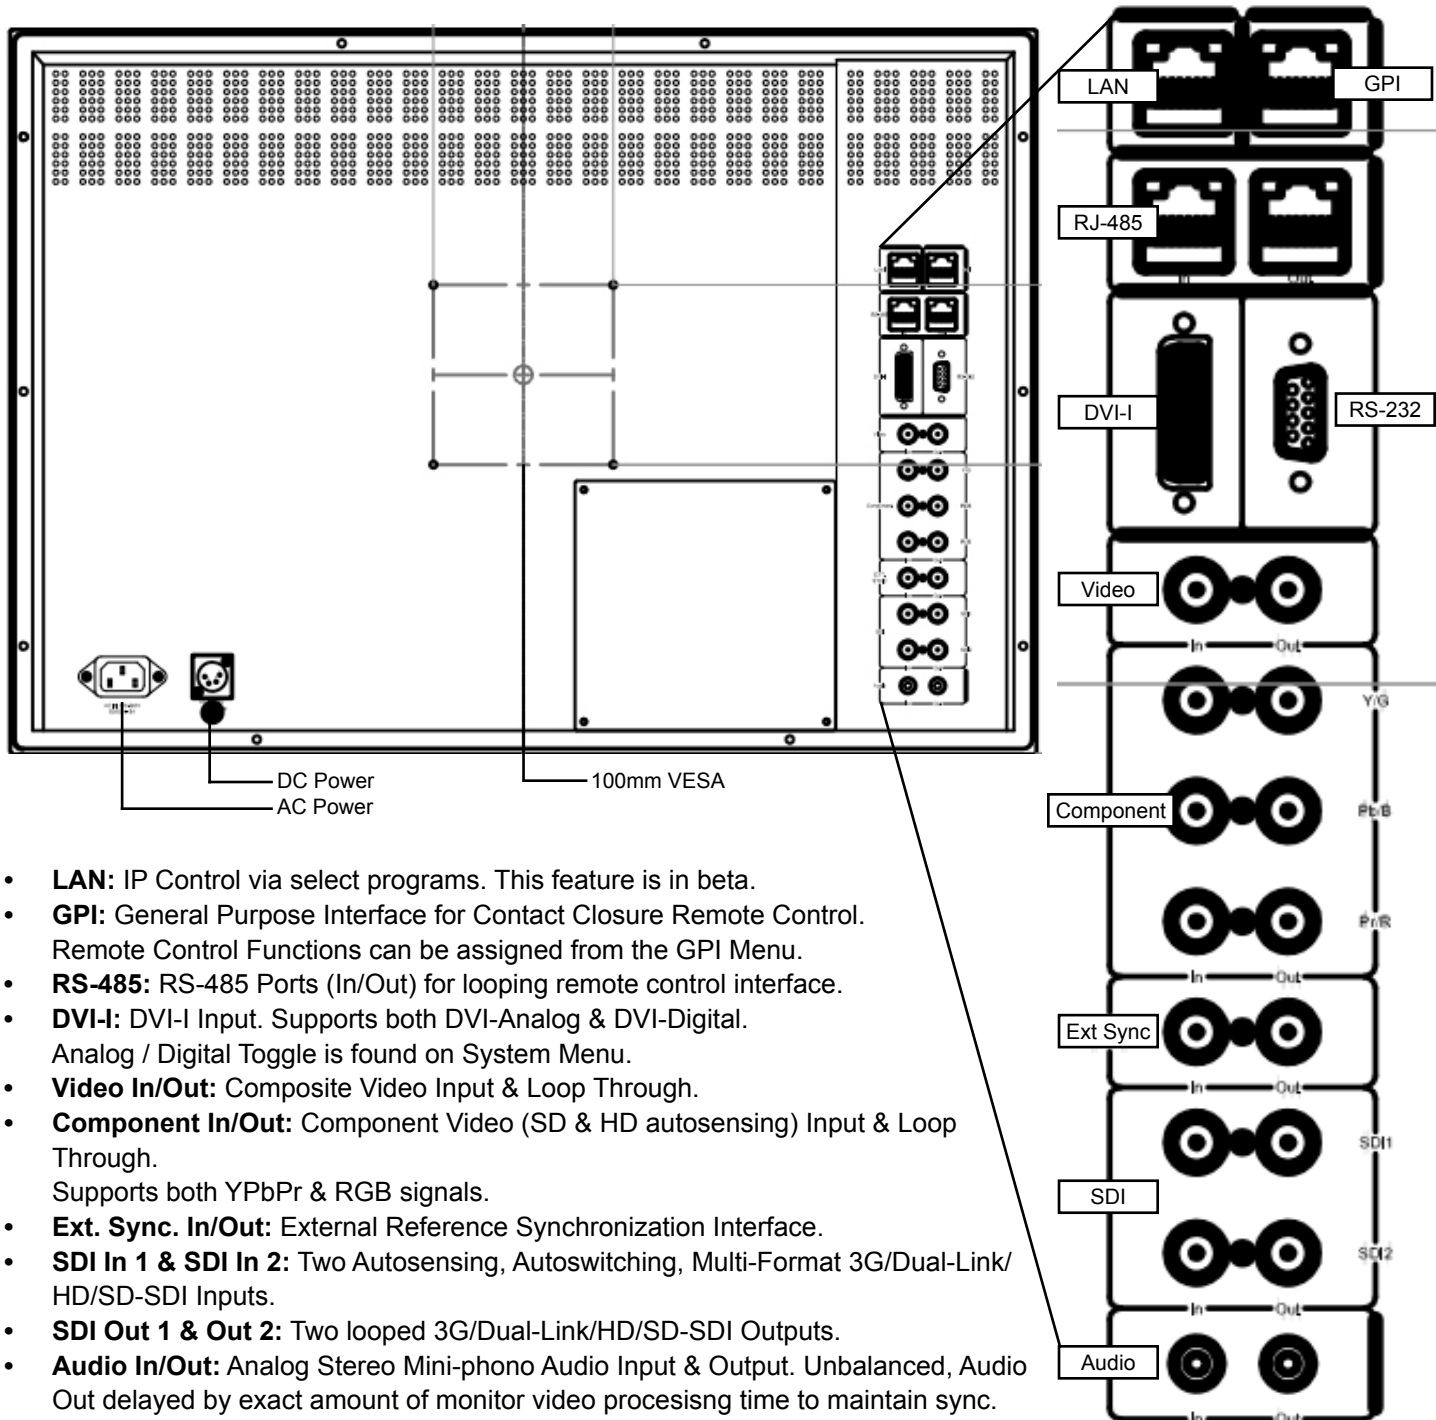 LAN
GPI
RJ-485
In
Out
DVI-I
RS-232
Video
In
Out
Y/G
Component
Pb/B
Pr/R
In
Out
Ext Sync
In
Out
SDI1
SDI
SDI2
In
Out
Audio
In
Out
DC Power
AC Power
100mm VESA
• LAN: IP Control via select programs. This feature is in beta.
• GPI: General Purpose Interface for Contact Closure Remote Control.
Remote Control Functions can be assigned from the GPI Menu.
• RS-485: RS-485 Ports (In/Out) for looping remote control interface.
• DVI-I: DVI-I Input. Supports both DVI-Analog & DVI-Digital.
Analog / Digital Toggle is found on System Menu.
• Video In/Out: Composite Video Input & Loop Through.
• Component In/Out: Component Video (SD & HD autosensing) Input & Loop
Through.
Supports both YPbPr & RGB signals.
• Ext. Sync. In/Out: External Reference Synchronization Interface.
• SDI In 1 & SDI In 2: Two Autosensing, Autoswitching, Multi-Format 3G/Dual-Link/
HD/SD-SDI Inputs.
• SDI Out 1 & Out 2: Two looped 3G/Dual-Link/HD/SD-SDI Outputs.
• Audio In/Out: Analog Stereo Mini-phono Audio Input & Output. Unbalanced, Audio
Out delayed by exact amount of monitor video procesisng time to maintain sync.